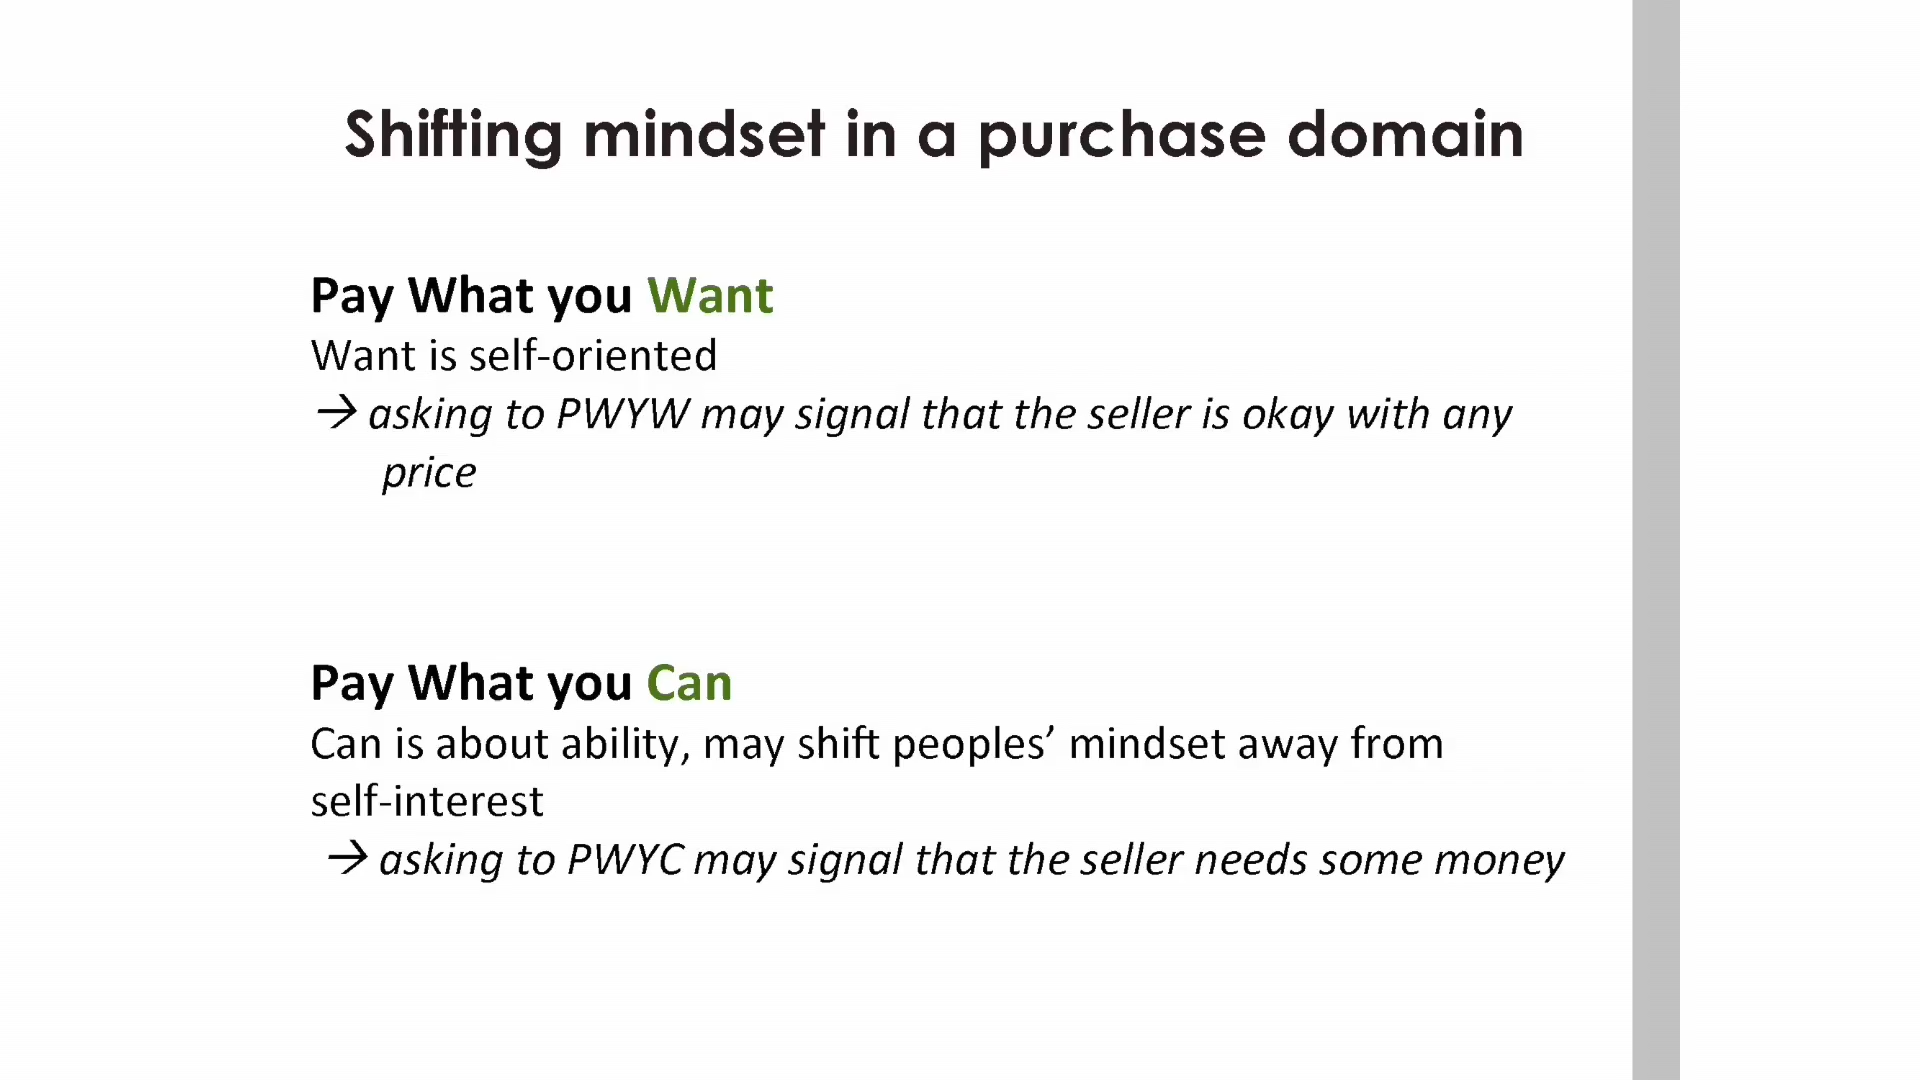 Shifting mindset in a purchase domain
Pay What you Want
Want is self-oriented
→ asking to PWYW may signal that the seller is okay with any
price
Pay What you Can
Can is about ability, may shift peoples’ mindset away from
self-interest
→ asking to PWYC may signal that the seller needs some money